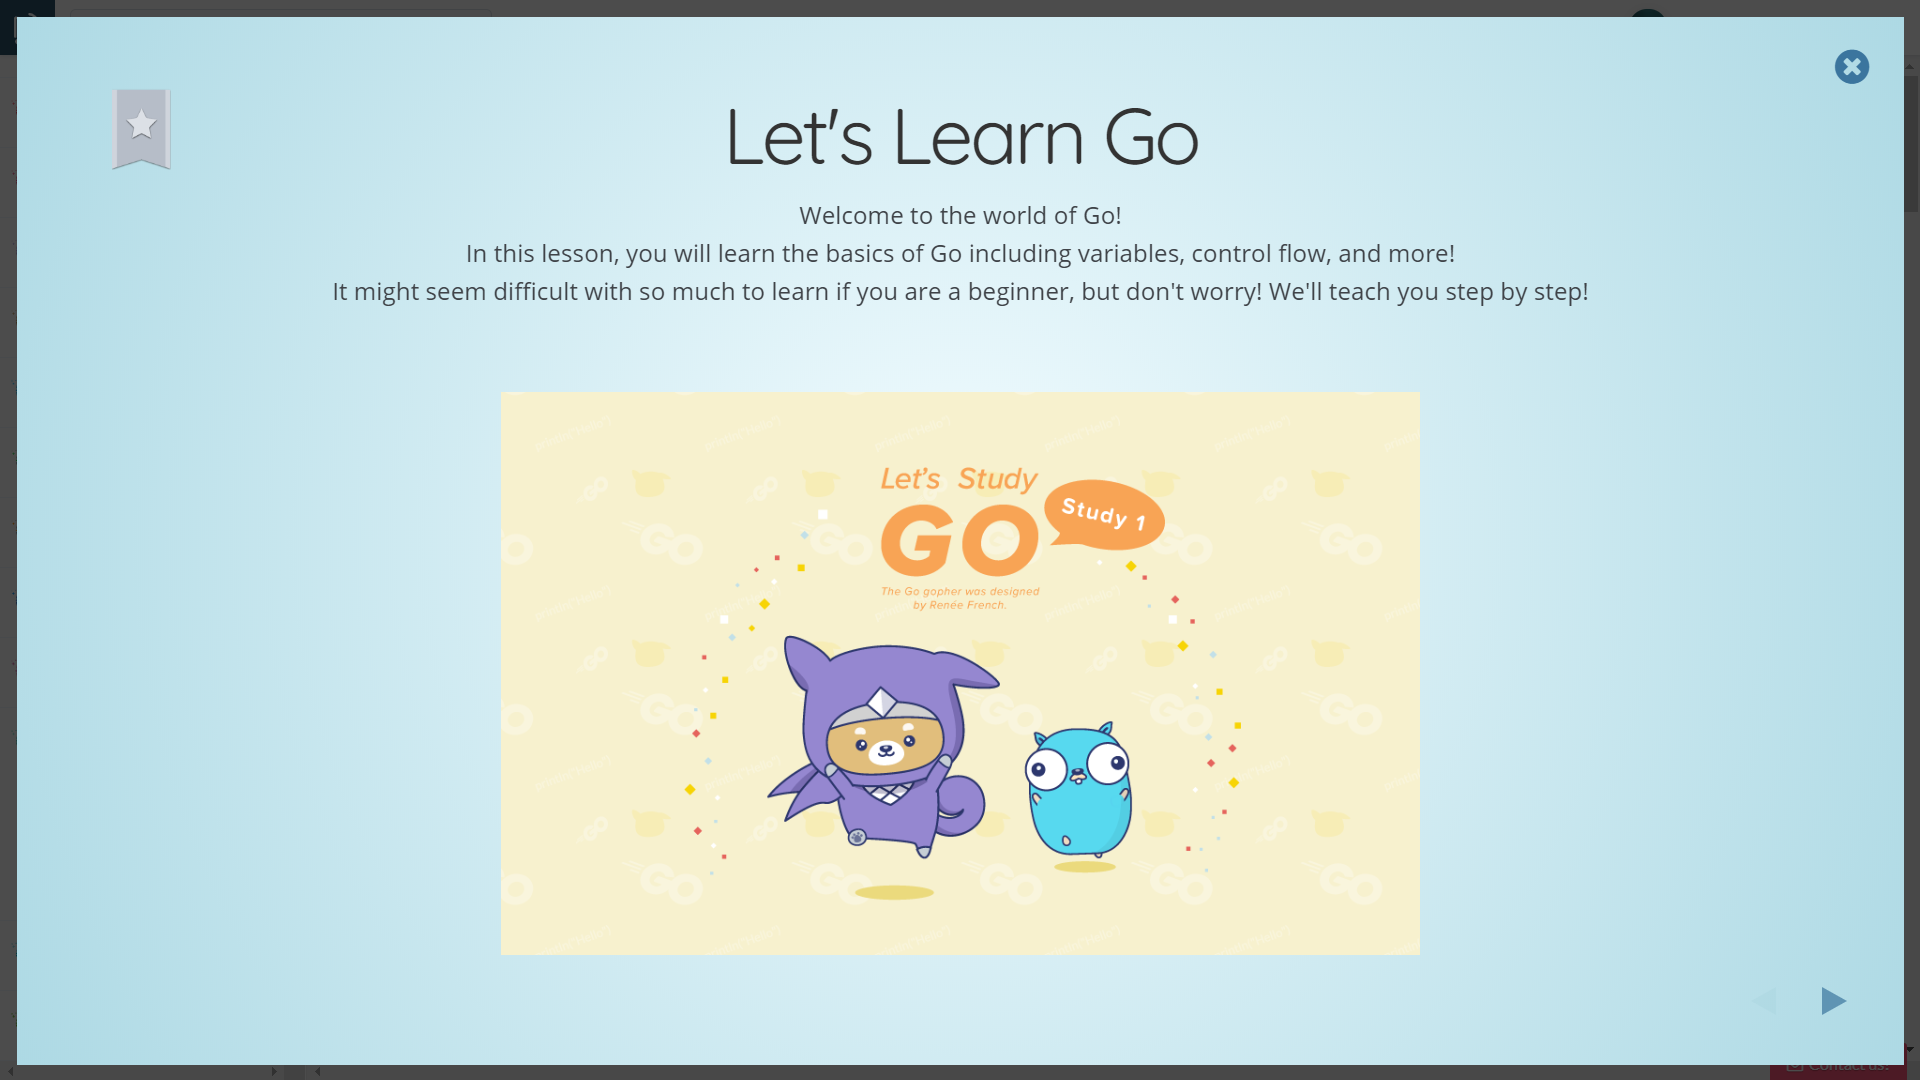 Let's Learn Go
Welcome to the world of Go!
In this lesson, you will learn the basics of Go including variables, control flow, and more!
It might seem difficult with so much to learn if you are a beginner, but don't worry! We'll teach you step by step!
Let's Study
GO
Study 1
The Go gopher was designed
by Renée French.
Contact us!